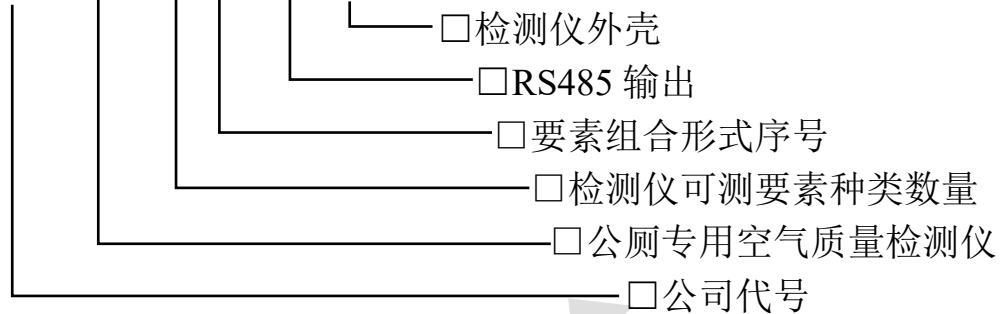 □检测仪外壳
□RS485 输出
□要素组合形式序号
□检测仪可测要素种类数量
□公厕专用空气质量检测仪
□公司代号